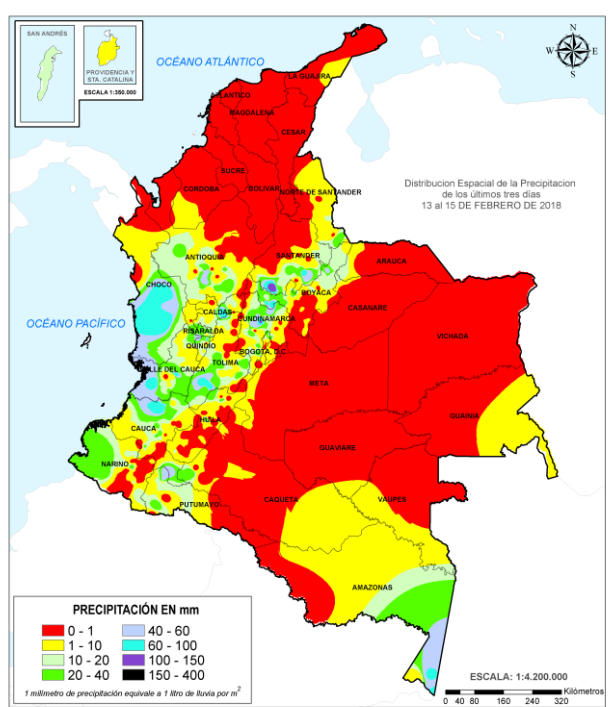 SAN ANDRÉS
PROVIDENCIA Y
STA. CATALINA
ESCALA 1:350.000
OCÉANO ATLÁNTICO
N
W
E
S
LA GUAJIRA
ATLANTICO
MAGDALENA
CESAR
SUCRE
CORDOBA
BOLIVAR
NORTE DE SANTANDER
Distribucion Espacial de la Precipitacion
de los últimos tres días
13 al 15 DE FEBRERO DE 2018
ANTIOQUIA
SANTANDER
ARAUCA
CHOCO
BOYACA
CASANARE
CALDAS
CUNDINAMARCA
OCÉANO PACÍFICO
RISARALDA
VICHADA
QUINDIO
BOGOTA, D.C.
TOLIMA
VALLE DEL CAUCA
META
GUAINIA
HUILA
CAUCA
GUAVIARE
NARIÑO
PUTUMAYO
CAQUETA
VAUPES
AMAZONAS
PRECIPITACIÓN EN mm
0 - 1
40 - 60
1 - 10
60 - 100
10 - 20
100 - 150
20 - 40
150 - 400
1 milimetro de precipitación equivale a 1 litro de lluvia por m2
ESCALA: 1:4.200.000
Kilómetros
0 40 80 160 240 320